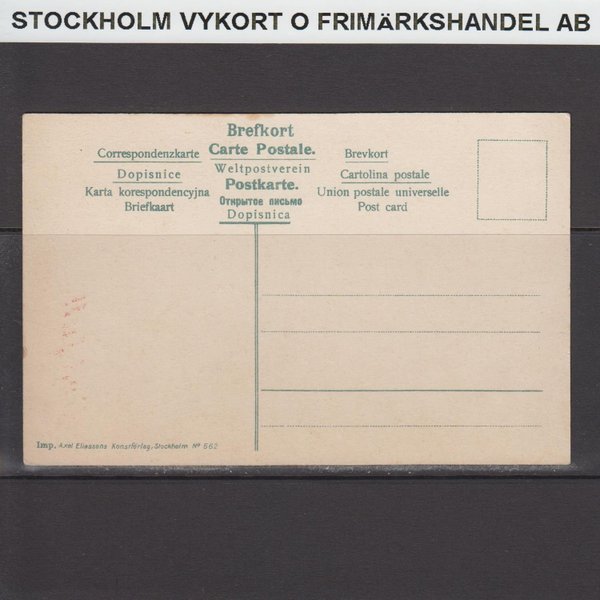 STOCKHOLM VYKORT O FRIMÄRKSHANDEL AB
Brefkort
Correspondenzkarte Carte Postale. Brevkort
Dopisnice Weltpostverein Cartolina postale
Karta korespondencyjna Postkarte. Union postale universelle
Briefkaart Открытое письмо Post card
Dopisnica
Imp. Axel Eliassons Konstförlag, Stockholm No 562